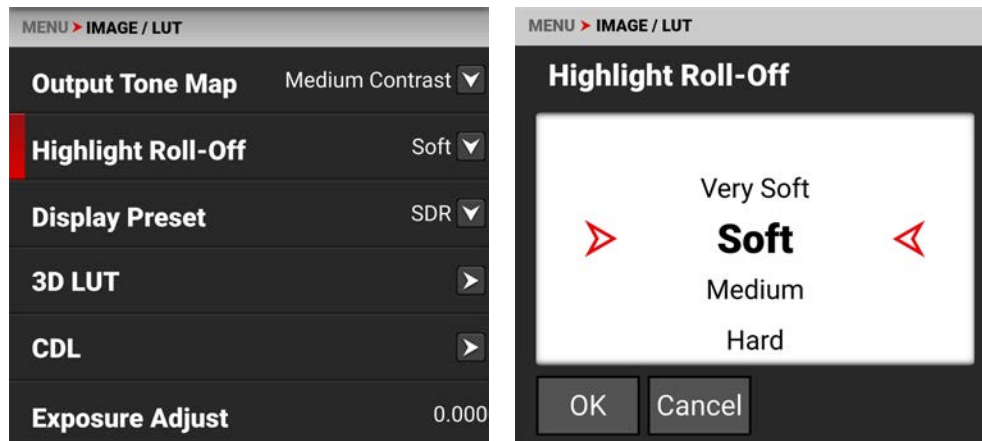 MENU > IMAGE / LUT
Output Tone Map Medium Contrast
Highlight Roll-Off Soft
Display Preset SDR
3D LUT
CDL
Exposure Adjust 0.000
MENU > IMAGE / LUT
Highlight Roll-Off
Very Soft
Soft
Medium
Hard
OK Cancel